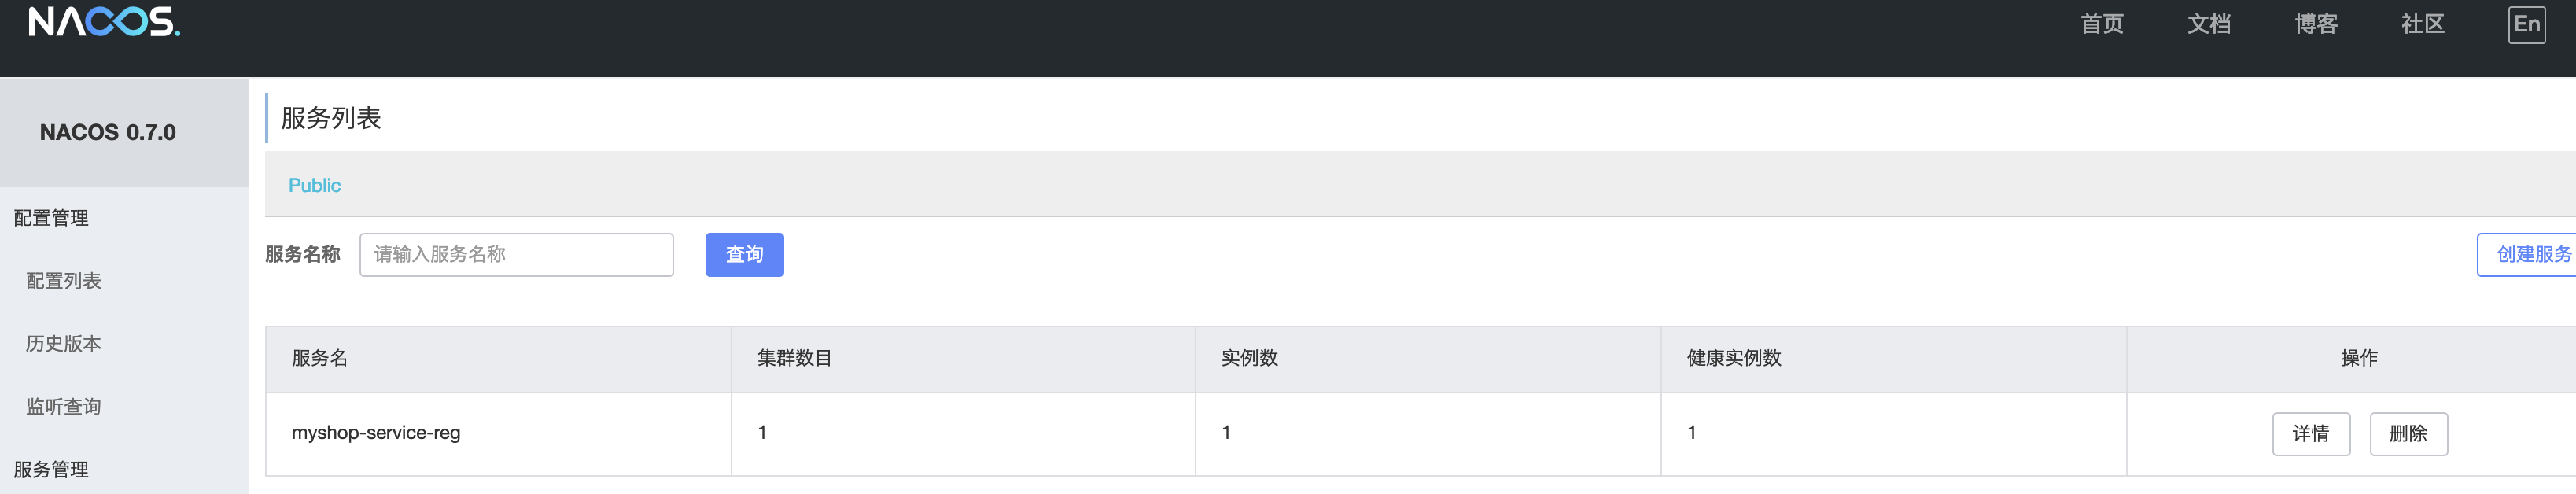 NACOS.
首页 文档 博客 社区 En
NACOS 0.7.0
配置管理
配置列表
历史版本
监听查询
服务管理
服务列表
Public
服务名称 请输入服务名称 查询 创建服务
服务名 集群数目 实例数 健康实例数 操作
myshop-service-reg 1 1 1 详情 删除